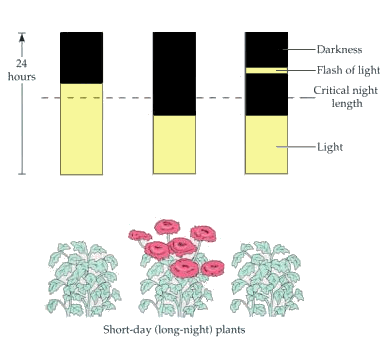 24
hours
Darkness
Flash of light
Critical night
length
Light
Short-day (long-night) plants